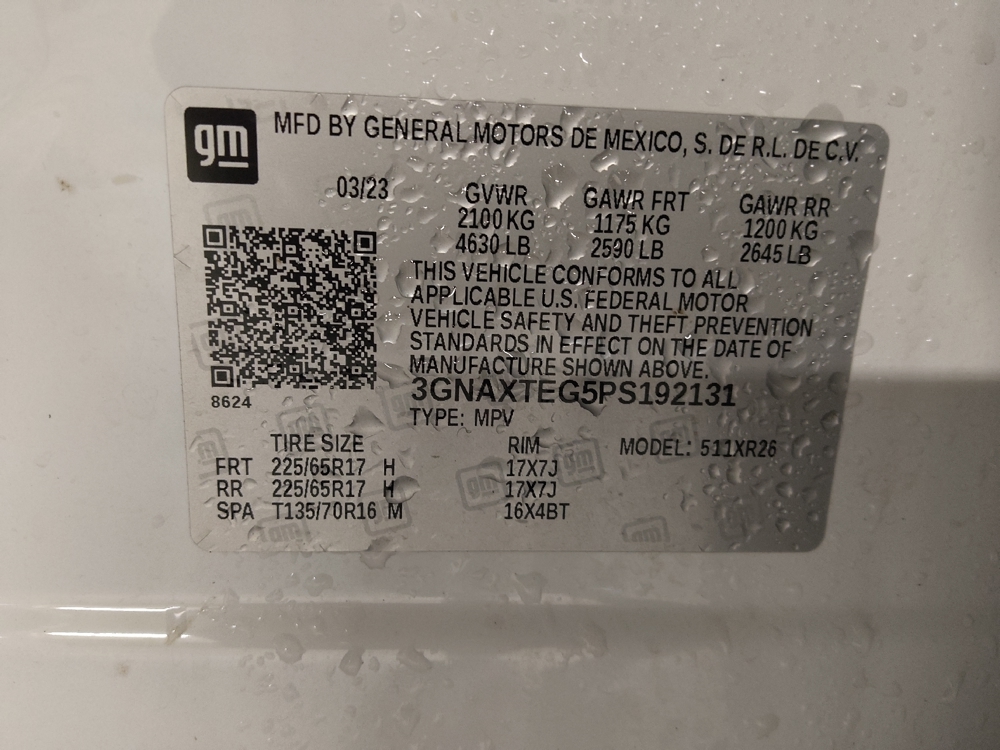 gm
MFD BY GENERAL MOTORS DE MEXICO, S. DE R.L. DE C.V.
03/23 GVWR GAWR FRT GAWR RR
2100 KG 1175 KG 1200 KG
4630 LB 2590 LB 2645 LB
THIS VEHICLE CONFORMS TO ALL
APPLICABLE U.S. FEDERAL MOTOR
VEHICLE SAFETY AND THEFT PREVENTION
STANDARDS IN EFFECT ON THE DATE OF
MANUFACTURE SHOWN ABOVE.
3GNAXTEG5PS192131
8624
TYPE: MPV
TIRE SIZE RIM MODEL: 511XR26
FRT 225/65R17 H 17X7J
RR 225/65R17 H 17X7J
SPA T135/70R16 M 16X4BT